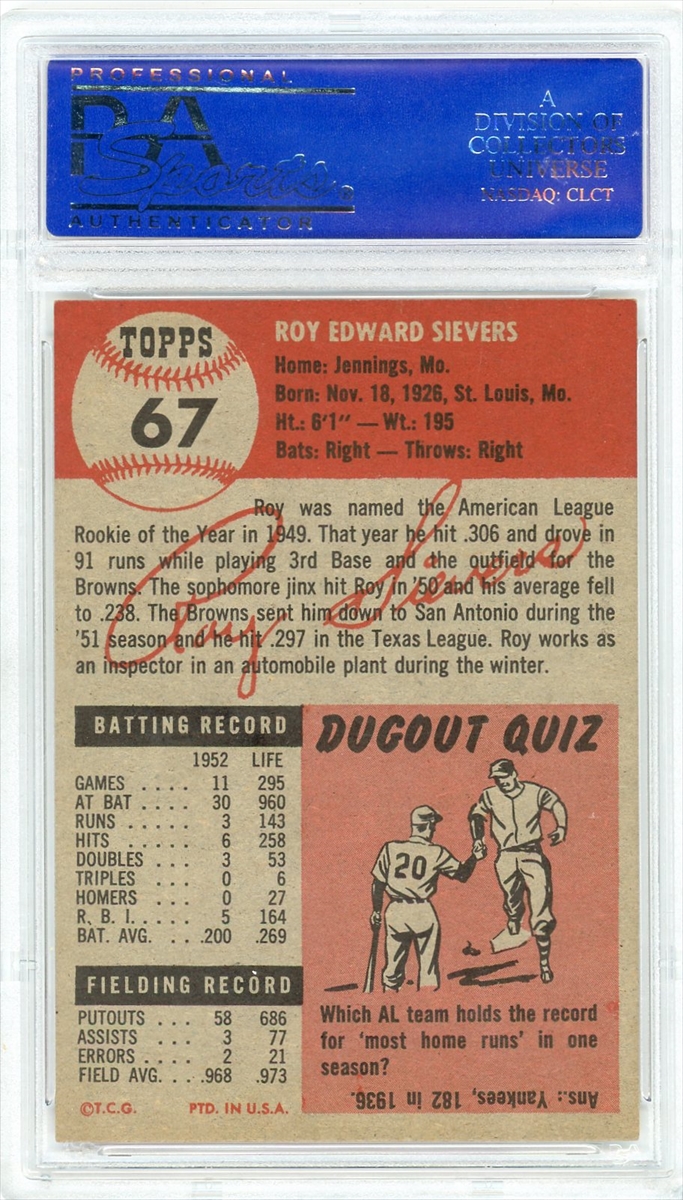 PROFESSIONAL
PSA
Sports ®
AUTHENTICATOR
A
DIVISION OF
COLLECTORS
UNIVERSE
NASDAQ: CLCT
TOPPS
67
ROY EDWARD SIEVERS
Home: Jennings, Mo.
Born: Nov. 18, 1926, St. Louis, Mo.
Ht.: 6'1" — Wt.: 195
Bats: Right — Throws: Right
Roy was named the American League
Rookie of the Year in 1949. That year he hit .306 and drove in
91 runs while playing 3rd Base and the outfield for the
Browns. The sophomore jinx hit Roy in '50 and his average fell
to .238. The Browns sent him down to San Antonio during the
'51 season and he hit .297 in the Texas League. Roy works as
an inspector in an automobile plant during the winter.
Roy Sievers
BATTING RECORD
1952 LIFE
GAMES . . . . 11 295
AT BAT . . . . 30 960
RUNS . . . . . 3 143
HITS . . . . . 6 258
DOUBLES . . . 3 53
TRIPLES . . . 0 6
HOMERS . . . 0 27
R. B. I. . . . . 5 164
BAT. AVG. . . .200 .269
FIELDING RECORD
PUTOUTS . . . 58 686
ASSISTS . . . 3 77
ERRORS . . . . 2 21
FIELD AVG. . . .968 .973
©T.C.G. PTD. IN U.S.A.
DUGOUT QUIZ
20
Which AL team holds the record
for 'most home runs' in one
season?
Ans.: Yankees, 182 in 1936.